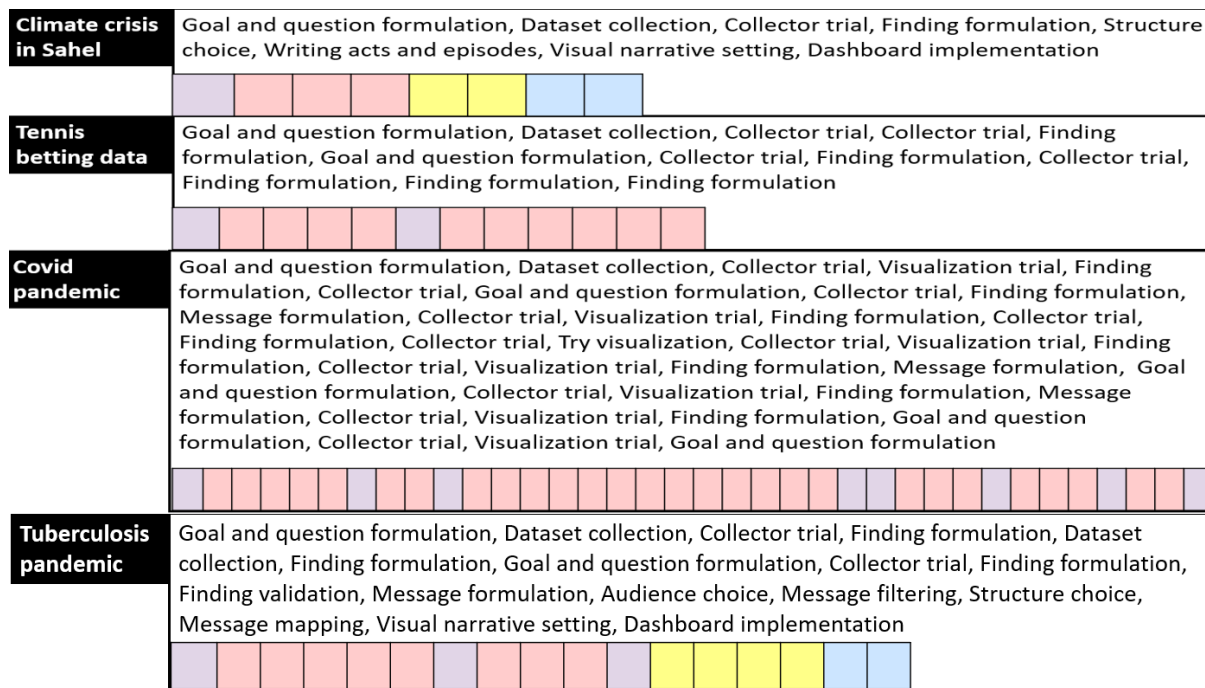 Climate crisis
in Sahel
Goal and question formulation, Dataset collection, Collector trial, Finding formulation, Structure
choice, Writing acts and episodes, Visual narrative setting, Dashboard implementation
Tennis
betting data
Goal and question formulation, Dataset collection, Collector trial, Collector trial, Finding
formulation, Goal and question formulation, Collector trial, Finding formulation, Collector trial,
Finding formulation, Finding formulation, Finding formulation
Covid
pandemic
Goal and question formulation, Dataset collection, Collector trial, Visualization trial, Finding
formulation, Collector trial, Goal and question formulation, Collector trial, Finding formulation,
Message formulation, Collector trial, Visualization trial, Finding formulation, Collector trial,
Finding formulation, Collector trial, Try visualization, Collector trial, Visualization trial, Finding
formulation, Collector trial, Visualization trial, Finding formulation, Message formulation, Goal
and question formulation, Collector trial, Visualization trial, Finding formulation, Message
formulation, Collector trial, Visualization trial, Finding formulation, Goal and question
formulation, Collector trial, Visualization trial, Goal and question formulation
Tuberculosis
pandemic
Goal and question formulation, Dataset collection, Collector trial, Finding formulation, Dataset
collection, Finding formulation, Goal and question formulation, Collector trial, Finding formulation,
Finding validation, Message formulation, Audience choice, Message filtering, Structure choice,
Message mapping, Visual narrative setting, Dashboard implementation